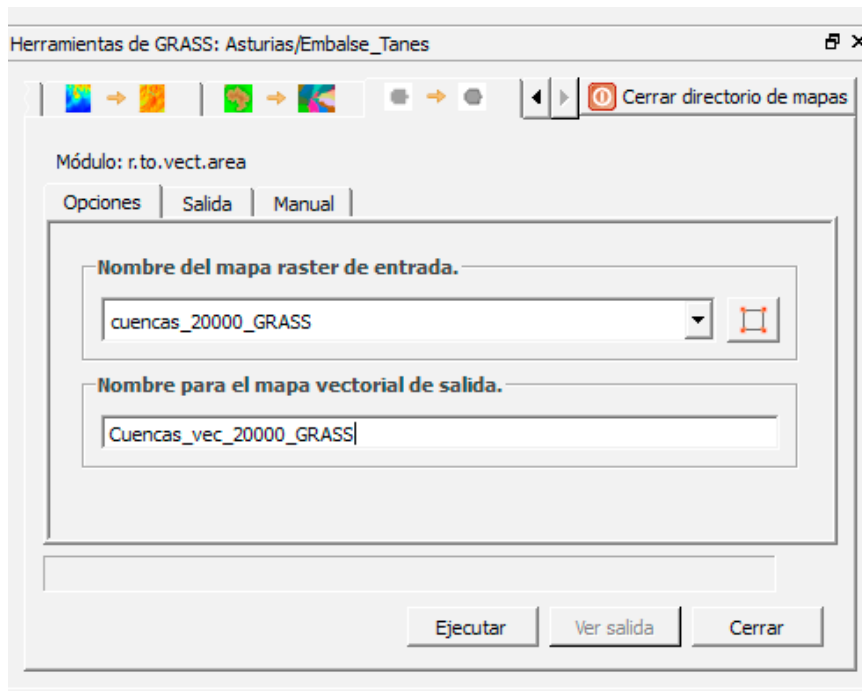 Herramientas de GRASS: Asturias/Embalse_Tanes
Cerrar directorio de mapas
Módulo: r.to.vect.area
Opciones Salida Manual
Nombre del mapa raster de entrada.
cuencas_20000_GRASS
Nombre para el mapa vectorial de salida.
Cuencas_vec_20000_GRASS
Ejecutar Ver salida Cerrar